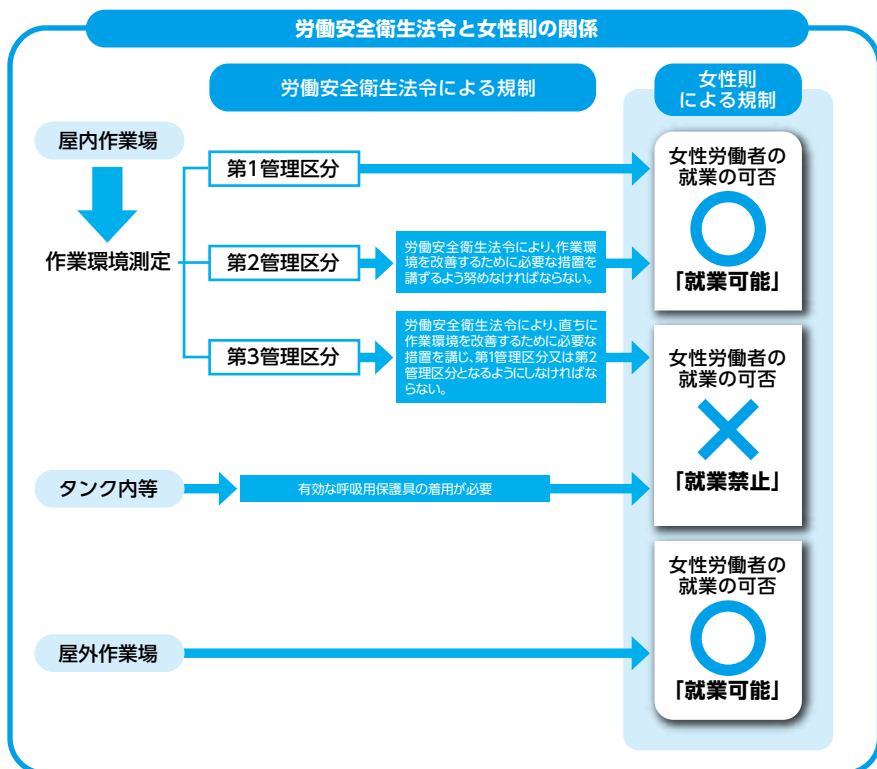 労働安全衛生法令と女性則の関係
労働安全衛生法令による規制
女性則
による規制
屋内作業場
作業環境測定
第1管理区分
女性労働者の
就業の可否
「就業可能」
第2管理区分
労働安全衛生法令により、作業環
境を改善するために必要な措置を
講ずるよう努めなければならない。
第3管理区分
労働安全衛生法令により、直ちに
作業環境を改善するために必要な
措置を講じ、第1管理区分又は第2
管理区分となるようにしなければな
らない。
女性労働者の
就業の可否
「就業禁止」
タンク内等
有効な呼吸用保護具の着用が必要
屋外作業場
女性労働者の
就業の可否
「就業可能」